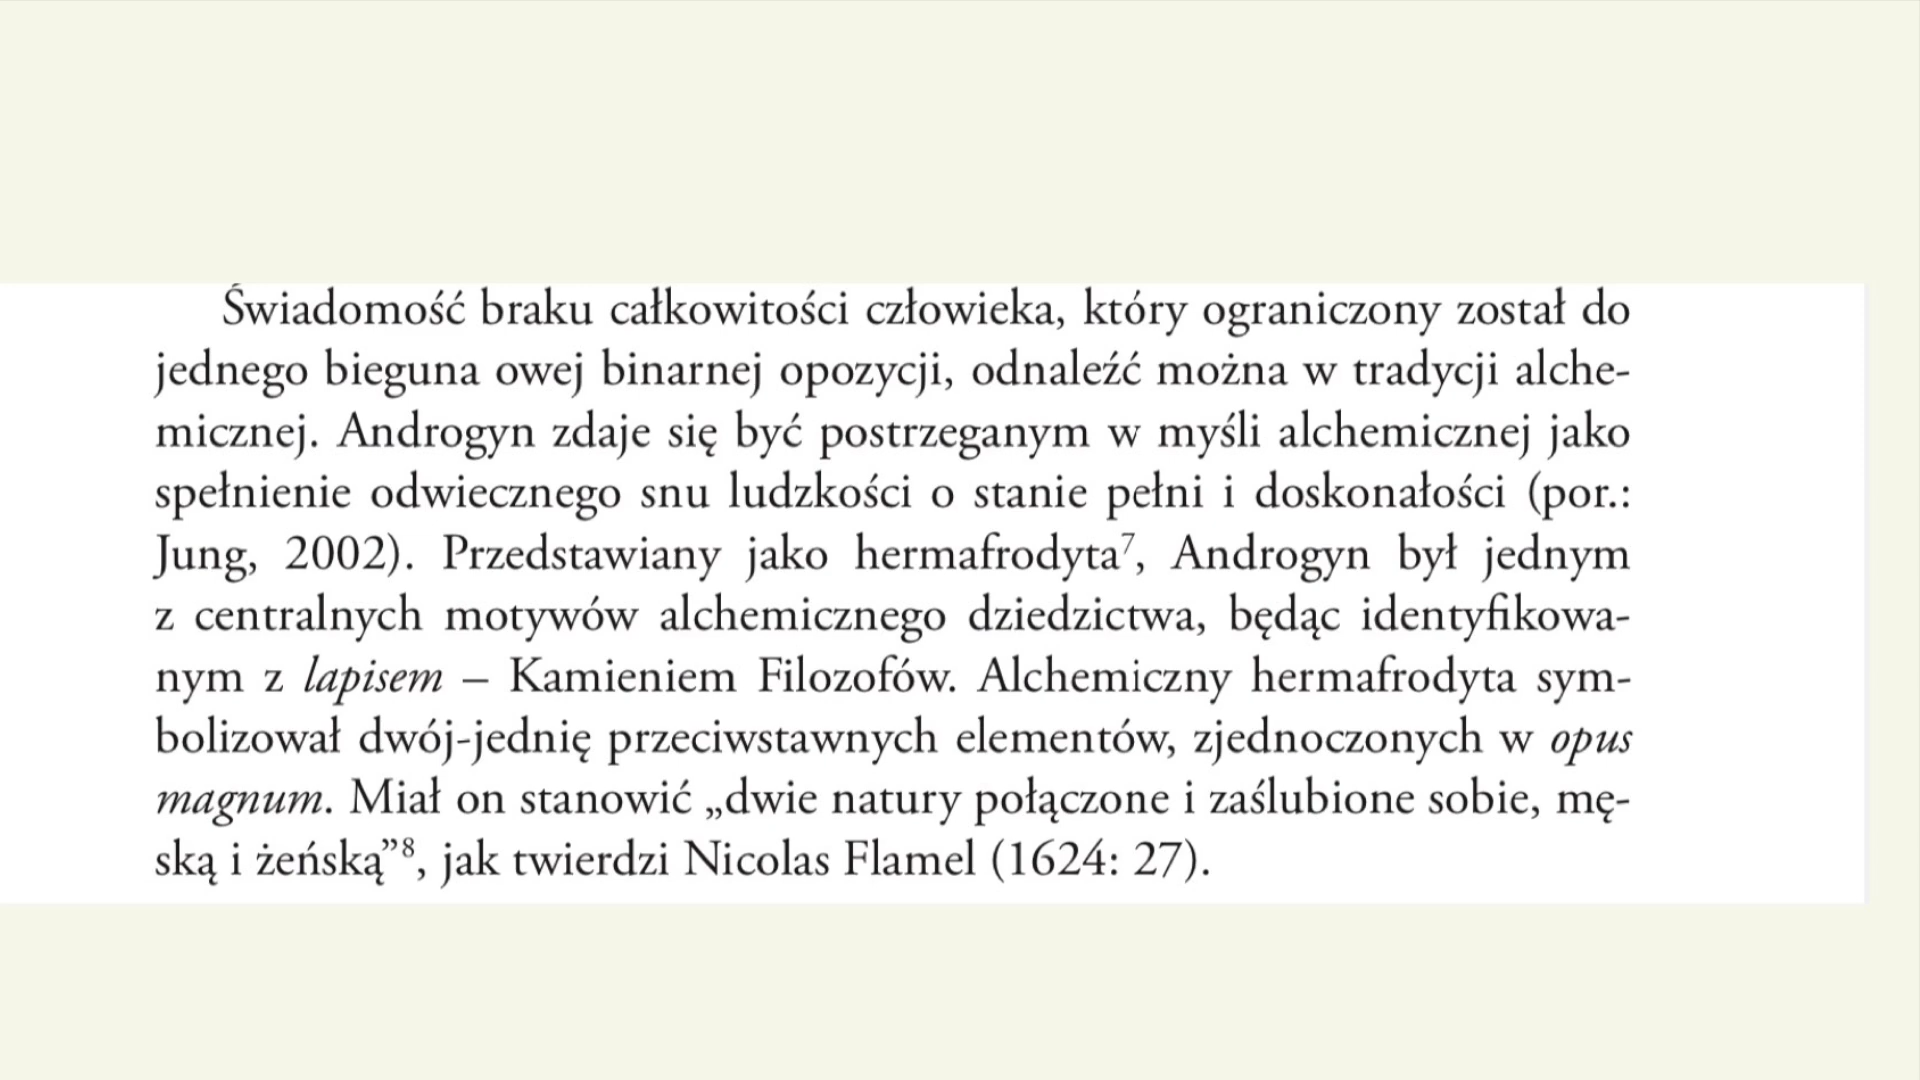 Świadomość braku całkowitości człowieka, który ograniczony został do
jednego bieguna owej binarnej opozycji, odnaleźć można w tradycji alche-
micznej. Androgyn zdaje się być postrzeganym w myśli alchemicznej jako
spełnienie odwiecznego snu ludzkości o stanie pełni i doskonałości (por.:
Jung, 2002). Przedstawiany jako hermafrodyta⁷, Androgyn był jednym
z centralnych motywów alchemicznego dziedzictwa, będąc identyfikowa-
nym z lapisem – Kamieniem Filozofów. Alchemiczny hermafrodyta sym-
bolizował dwój-jednię przeciwstawnych elementów, zjednoczonych w opus
magnum. Miał on stanowić „dwie natury połączone i zaślubione sobie, mę-
ską i żeńską”⁸, jak twierdzi Nicolas Flamel (1624: 27).